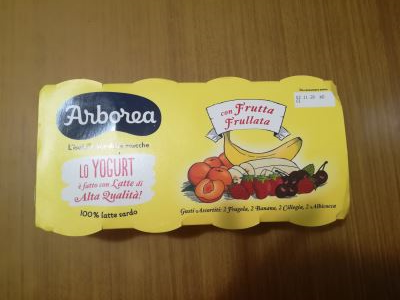 Arborea
con Frutta
Frullata
LO YOGURT
è fatto con Latte di
Alta Qualità!
100% latte sardo
Gusti Assortiti: 2 Fragola, 2 Banana, 2 Ciliegia, 2 Albicocca